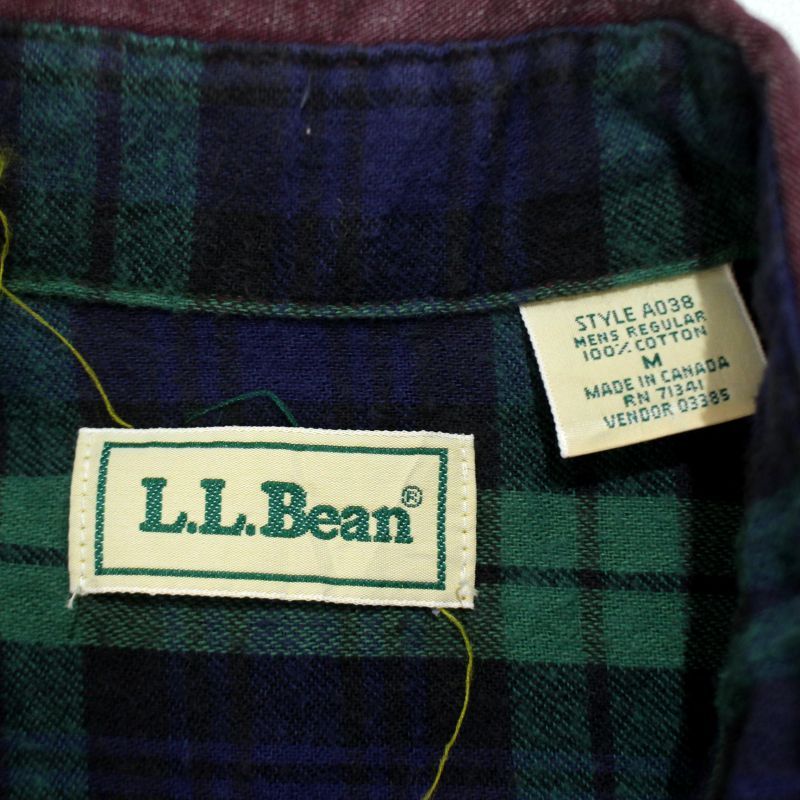 STYLE A038
MENS REGULAR
100% COTTON
M
MADE IN CANADA
RN 71341
VENDOR 03385
L.L.Bean®